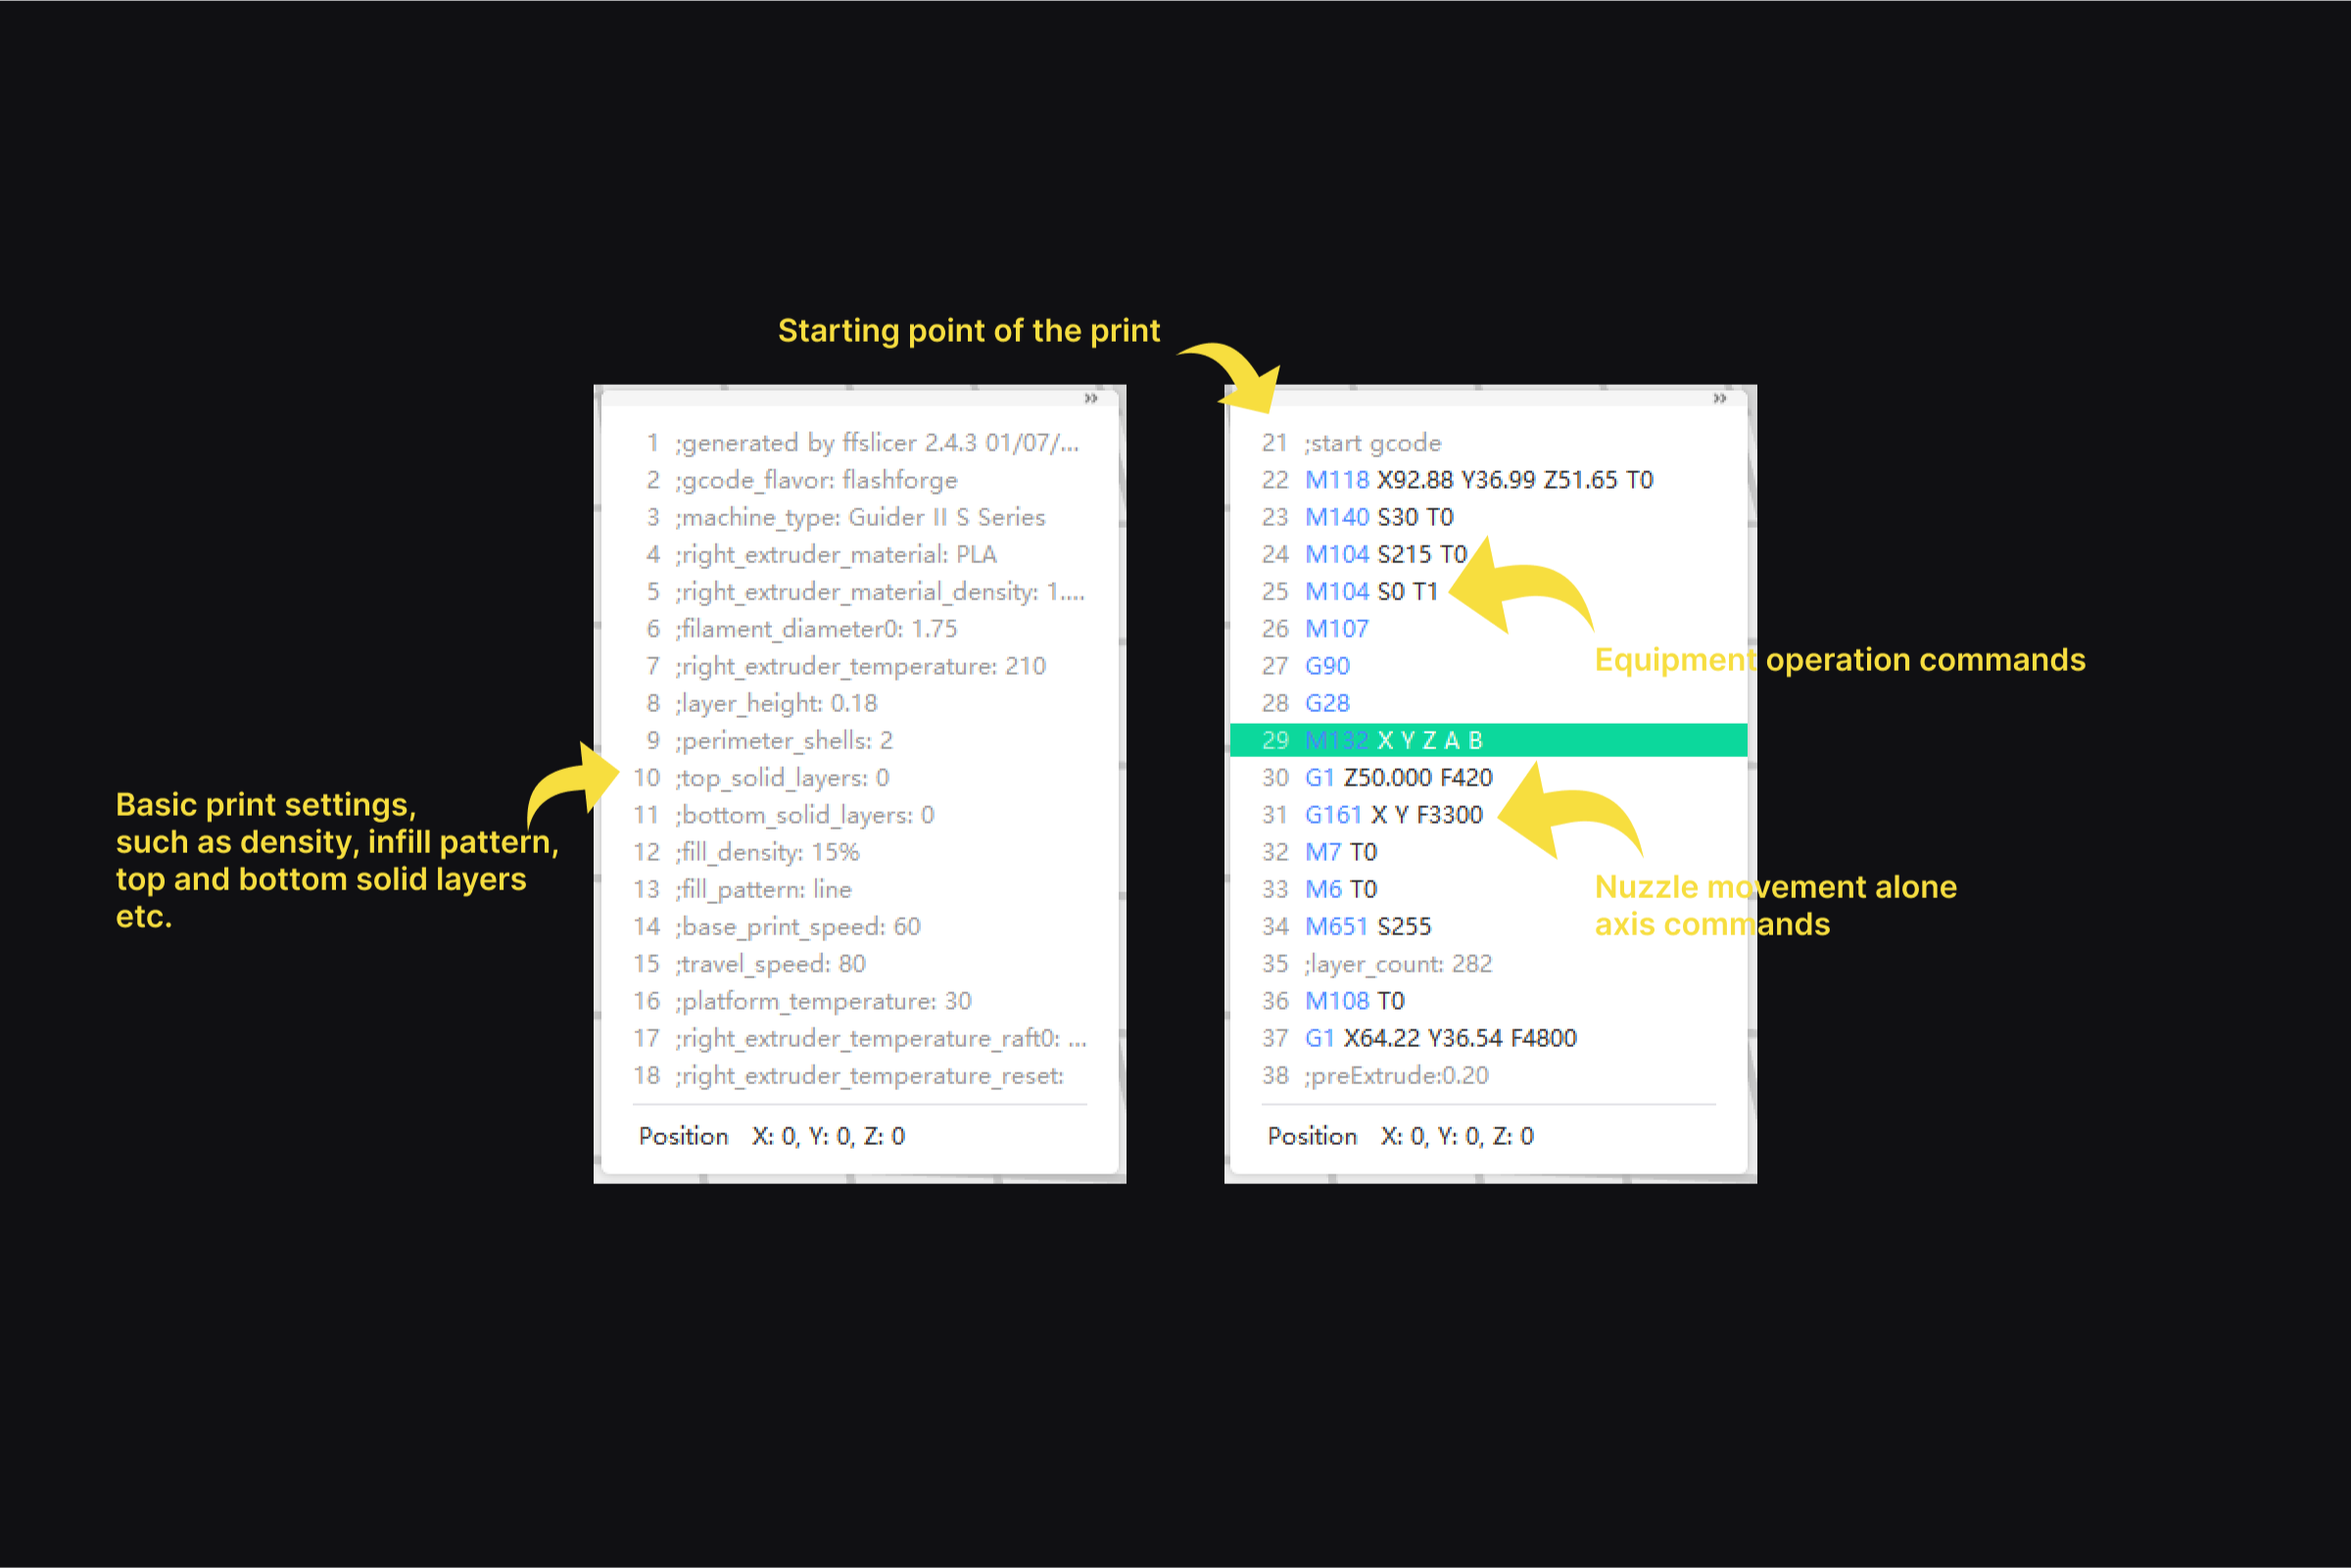 Starting point of the print
»
1 ;generated by ffslicer 2.4.3 01/07/...
2 ;gcode_flavor: flashforge
3 ;machine_type: Guider II S Series
4 ;right_extruder_material: PLA
5 ;right_extruder_material_density: 1....
6 ;filament_diameter0: 1.75
7 ;right_extruder_temperature: 210
8 ;layer_height: 0.18
9 ;perimeter_shells: 2
10 ;top_solid_layers: 0
11 ;bottom_solid_layers: 0
12 ;fill_density: 15%
13 ;fill_pattern: line
14 ;base_print_speed: 60
15 ;travel_speed: 80
16 ;platform_temperature: 30
17 ;right_extruder_temperature_raft0: ...
18 ;right_extruder_temperature_reset:
Position X: 0, Y: 0, Z: 0
Basic print settings,
such as density, infill pattern,
top and bottom solid layers
etc.
»
21 ;start gcode
22 M118 X92.88 Y36.99 Z51.65 T0
23 M140 S30 T0
24 M104 S215 T0
25 M104 S0 T1
26 M107
27 G90
28 G28
29 M132 X Y Z A B
30 G1 Z50.000 F420
31 G161 X Y F3300
32 M7 T0
33 M6 T0
34 M651 S255
35 ;layer_count: 282
36 M108 T0
37 G1 X64.22 Y36.54 F4800
38 ;preExtrude:0.20
Position X: 0, Y: 0, Z: 0
Equipment operation commands
Nuzzle movement alone
axis commands